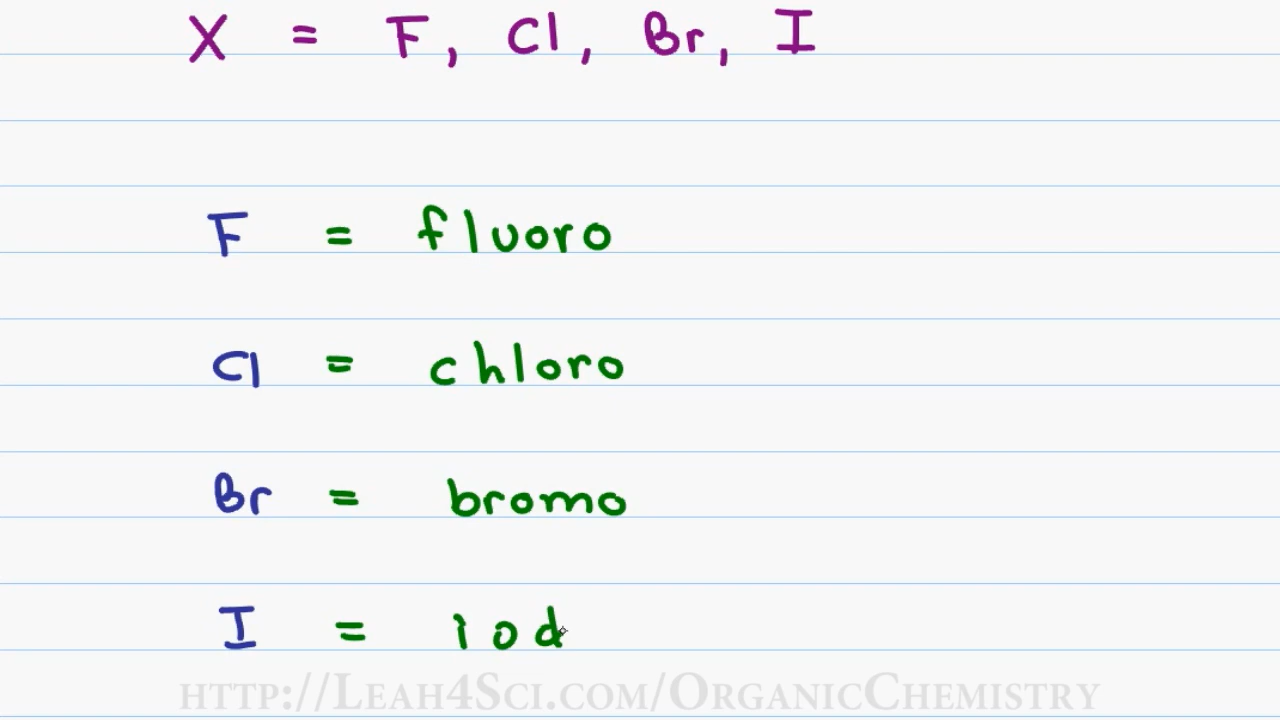 X = F, Cl, Br, I
F = fluoro
Cl = chloro
Br = bromo
I = iod
http://Leah4Sci.com/OrganicChemistry